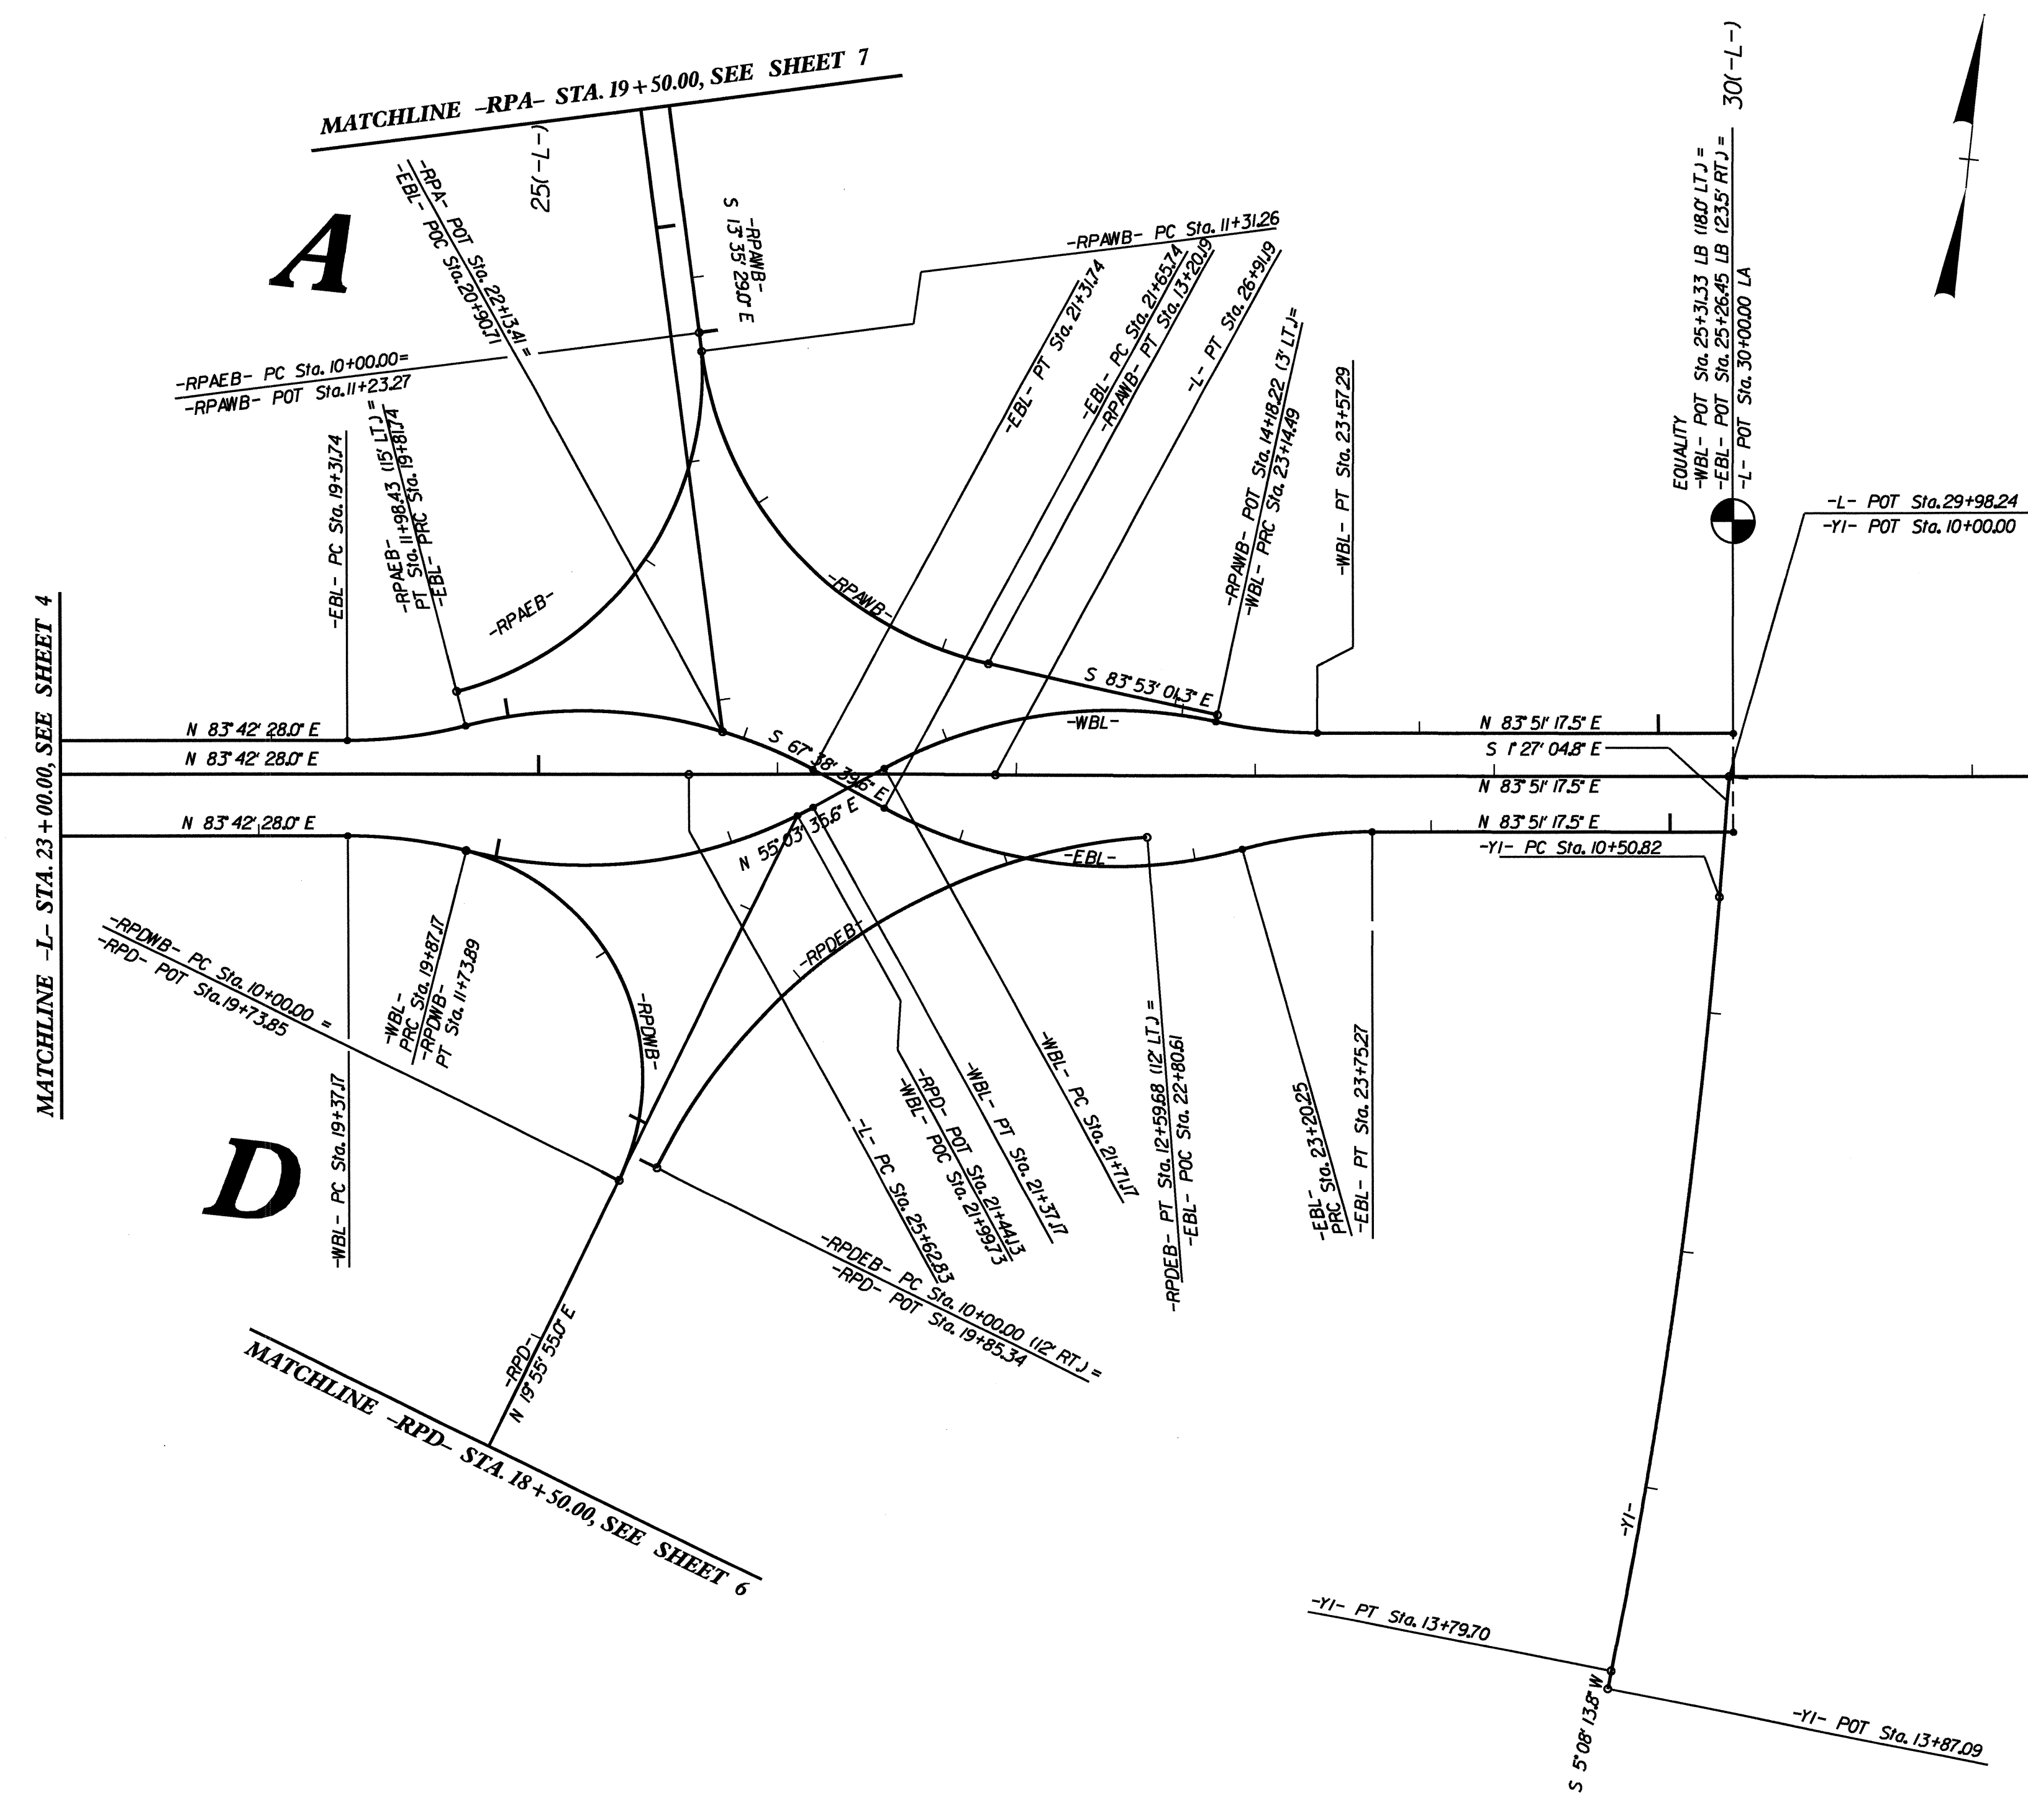 MATCHLINE -RPA- STA. 19+50.00, SEE SHEET 7
25(-L-)
30(-L-)
A
-RPA- POT Sta. 22+13.41 =
-EBL- POC Sta. 20+90.71
-RPAWB-
S 13° 35' 29.0" E
-RPAWB- PC Sta. 11+31.26
-RPAEB- PC Sta. 10+00.00=
-RPAWB- POT Sta. 11+23.27
-EBL- PC Sta. 19+31.74
-RPAEB-
PT Sta. 11+98.43 (15' LT.) =
-EBL- PRC Sta. 19+81.74
-EBL- PT Sta. 21+31.74
-EBL- PC Sta. 21+65.74
-RPAWB- PT Sta. 13+20.19
-L- PT Sta. 26+91.19
-RPAWB- POT Sta. 14+18.22 (3' LT.)=
-WBL- PRC Sta. 23+14.49
-WBL- PT Sta. 23+57.29
EQUALITY
-WBL- POT Sta. 25+31.33 LB (18.0' LT.) =
-EBL- POT Sta. 25+26.45 LB (23.5' RT.) =
-L- POT Sta. 30+00.00 LA
-L- POT Sta. 29+98.24
-Y1- POT Sta. 10+00.00
-RPAEB-
-RPAWB-
S 83° 53' 01.3" E
MATCHLINE -L- STA. 23+00.00, SEE SHEET 4
N 83° 42' 28.0" E
N 83° 42' 28.0" E
N 83° 42' 28.0" E
S 67° 38' 39.6" E
N 55° 03' 35.6" E
-WBL-
-EBL-
N 83° 51' 17.5" E
S 1° 27' 04.8" E
N 83° 51' 17.5" E
N 83° 51' 17.5" E
-Y1- PC Sta. 10+50.82
-RPDWB- PC Sta. 10+00.00 =
-RPD- POT Sta. 19+73.85
-WBL-
PRC Sta. 19+87.17
-RPDWB-
PT Sta. 11+73.89
-RPDWB-
-RPDEB-
-WBL- PC Sta. 19+37.17
D
-L- PC Sta. 25+62.83
-RPD- POT Sta. 21+44.13
-WBL- POC Sta. 21+99.73
-WBL- PT Sta. 21+37.17
-WBL- PC Sta. 21+71.17
-RPDEB- PT Sta. 12+59.68 (12' LT.) =
-EBL- POC Sta. 22+80.61
-EBL-
PRC Sta. 23+20.25
-EBL- PT Sta. 23+75.27
-RPDEB- PC Sta. 10+00.00 (12' RT.) =
-RPD- POT Sta. 19+85.34
-RPD-
N 19° 55' 55.0" E
MATCHLINE -RPD- STA. 18+50.00, SEE SHEET 6
-Y1-
-Y1- PT Sta. 13+79.70
-Y1- POT Sta. 13+87.09
S 5° 08' 13.8" W